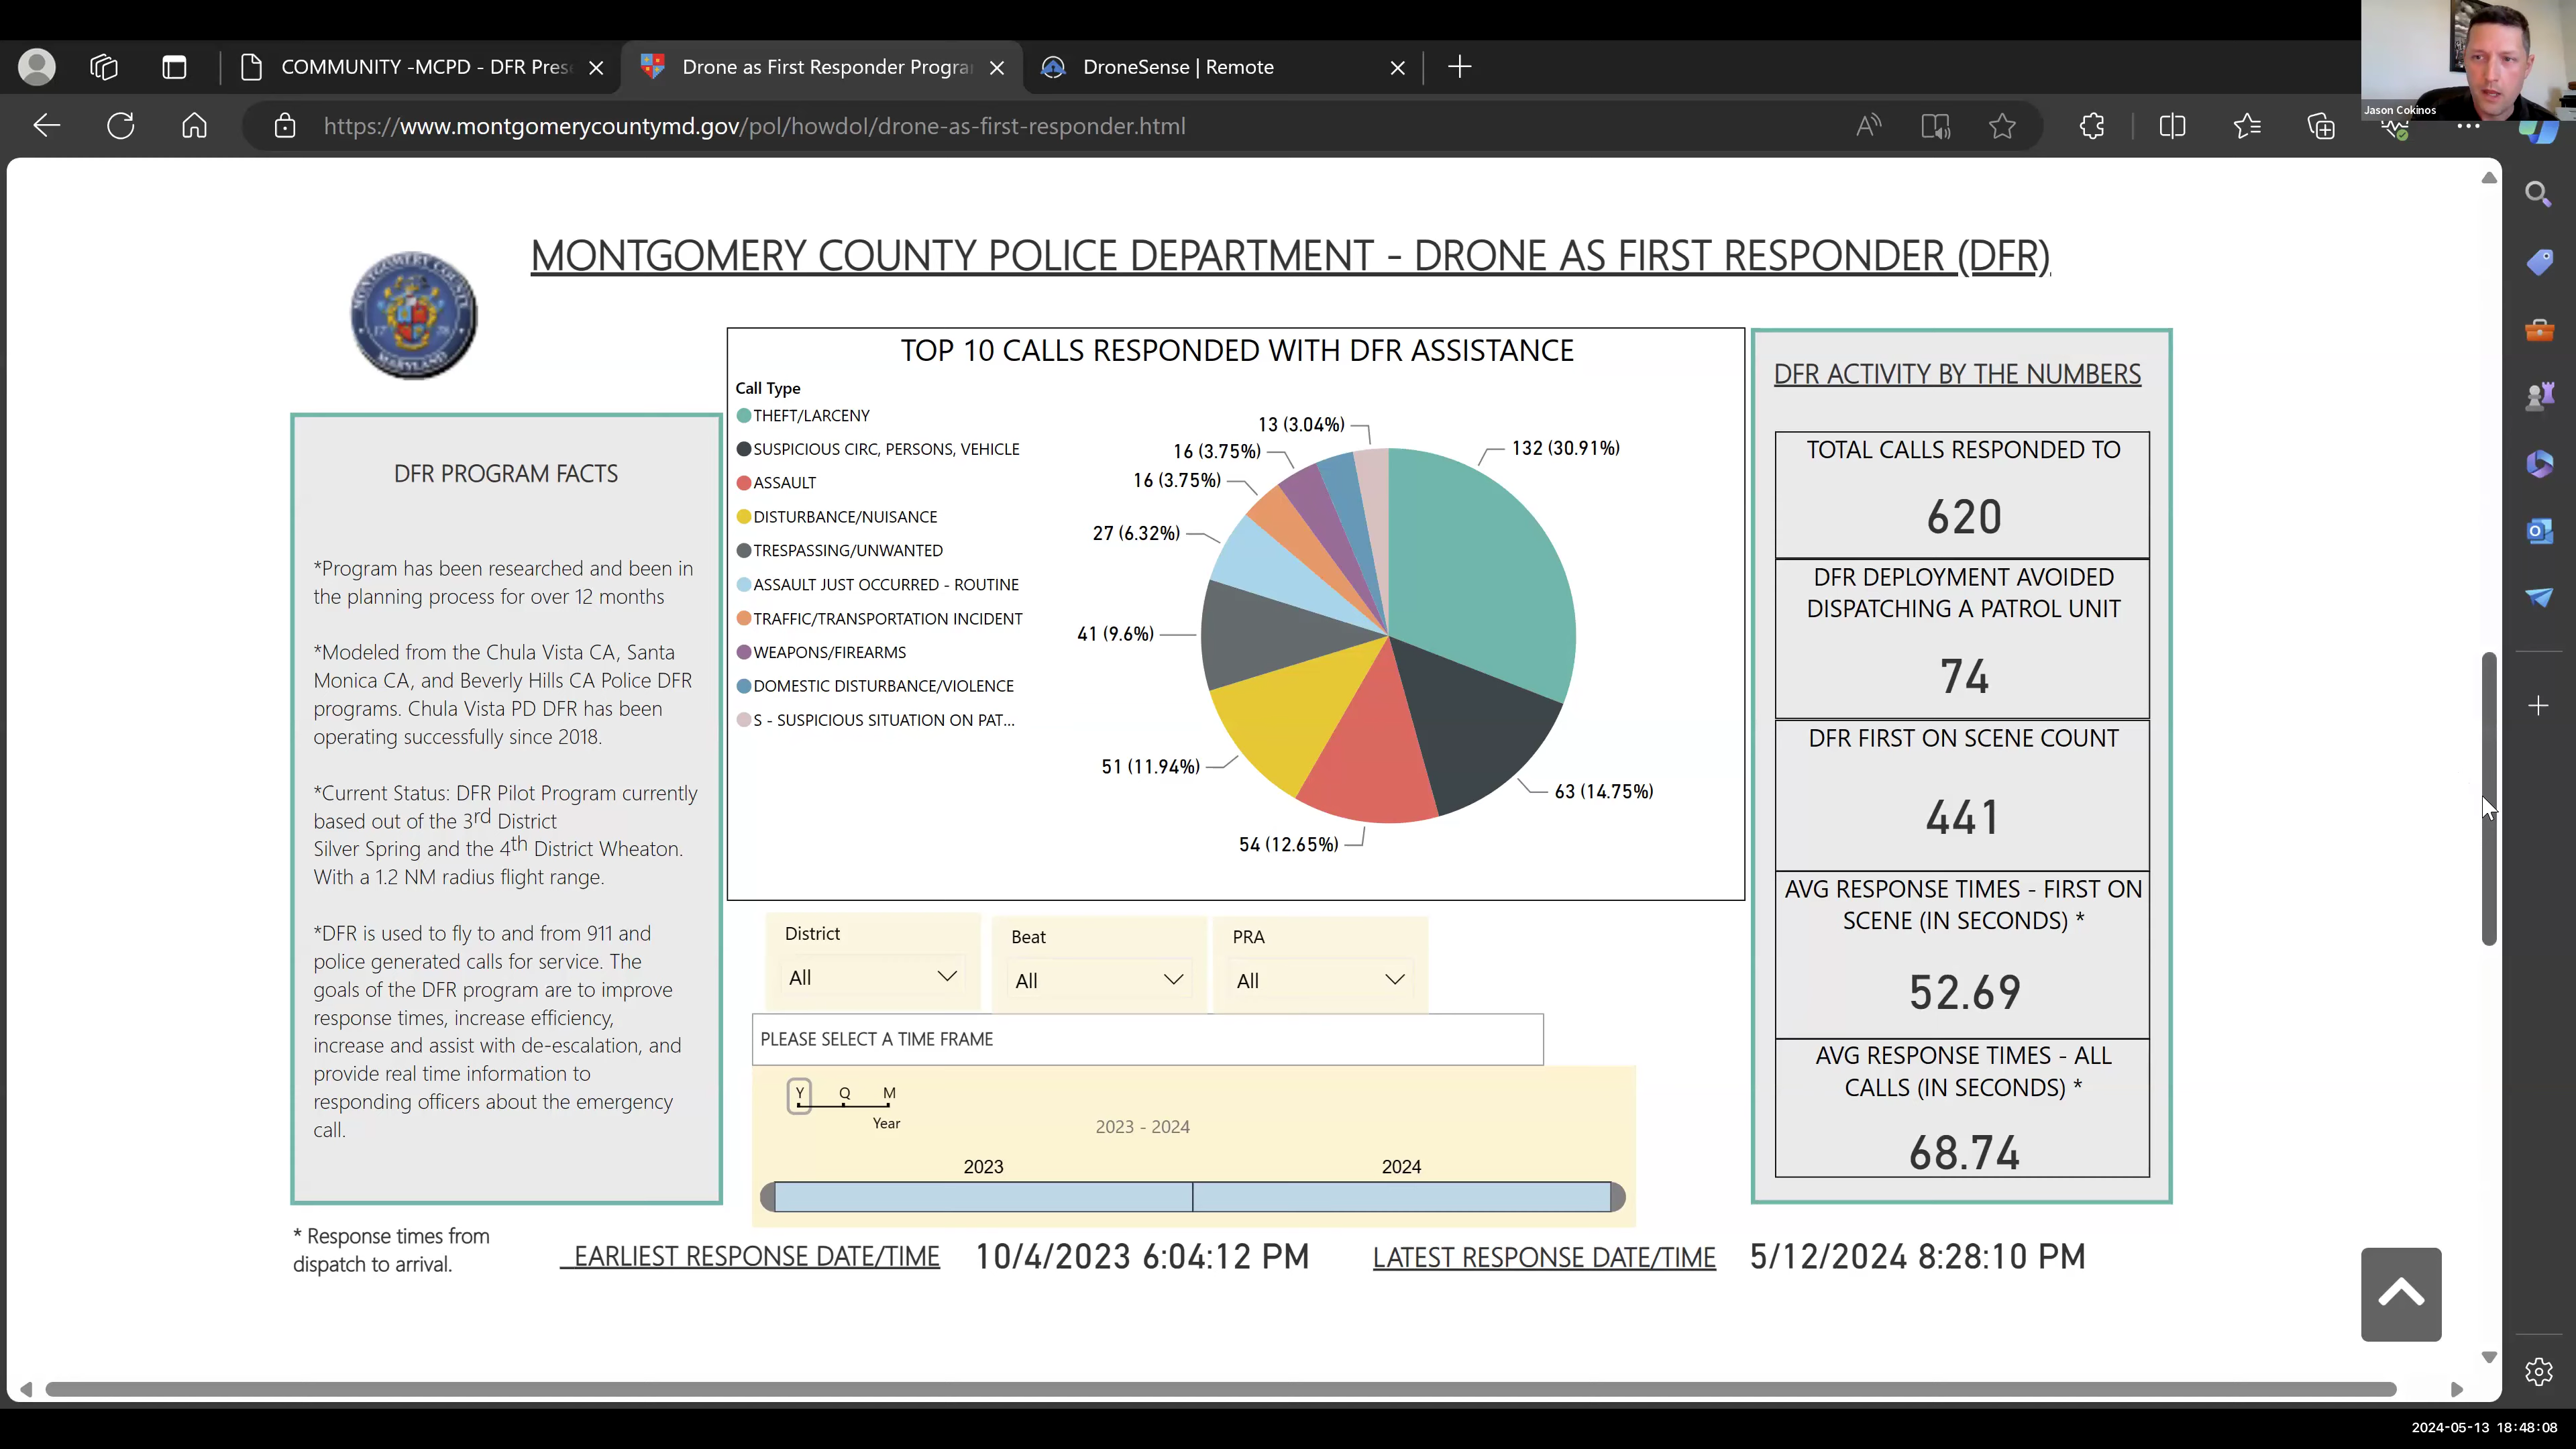 COMMUNITY -MCPD - DFR Pres
Drone as First Responder Progra
DroneSense | Remote
Jason Cokinos
https://www.montgomerycountymd.gov/pol/howdoI/drone-as-first-responder.html
MONTGOMERY COUNTY POLICE DEPARTMENT - DRONE AS FIRST RESPONDER (DFR)
MONTGOMERY COUNTY
17 76
MARYLAND
DFR PROGRAM FACTS
*Program has been researched and been in
the planning process for over 12 months
*Modeled from the Chula Vista CA, Santa
Monica CA, and Beverly Hills CA Police DFR
programs. Chula Vista PD DFR has been
operating successfully since 2018.
*Current Status: DFR Pilot Program currently
based out of the 3rd District
Silver Spring and the 4th District Wheaton.
With a 1.2 NM radius flight range.
*DFR is used to fly to and from 911 and
police generated calls for service. The
goals of the DFR program are to improve
response times, increase efficiency,
increase and assist with de-escalation, and
provide real time information to
responding officers about the emergency
call.
* Response times from
dispatch to arrival.
TOP 10 CALLS RESPONDED WITH DFR ASSISTANCE
Call Type
THEFT/LARCENY
SUSPICIOUS CIRC, PERSONS, VEHICLE
ASSAULT
DISTURBANCE/NUISANCE
TRESPASSING/UNWANTED
ASSAULT JUST OCCURRED - ROUTINE
TRAFFIC/TRANSPORTATION INCIDENT
WEAPONS/FIREARMS
DOMESTIC DISTURBANCE/VIOLENCE
S - SUSPICIOUS SITUATION ON PAT...
132 (30.91%)
63 (14.75%)
54 (12.65%)
51 (11.94%)
41 (9.6%)
27 (6.32%)
16 (3.75%)
16 (3.75%)
13 (3.04%)
District
All
Beat
All
PRA
All
PLEASE SELECT A TIME FRAME
Y Q M
Year
2023 - 2024
2023 2024
DFR ACTIVITY BY THE NUMBERS
TOTAL CALLS RESPONDED TO
620
DFR DEPLOYMENT AVOIDED
DISPATCHING A PATROL UNIT
74
DFR FIRST ON SCENE COUNT
441
AVG RESPONSE TIMES - FIRST ON
SCENE (IN SECONDS) *
52.69
AVG RESPONSE TIMES - ALL
CALLS (IN SECONDS) *
68.74
EARLIEST RESPONSE DATE/TIME 10/4/2023 6:04:12 PM LATEST RESPONSE DATE/TIME 5/12/2024 8:28:10 PM
2024-05-13 18:48:08